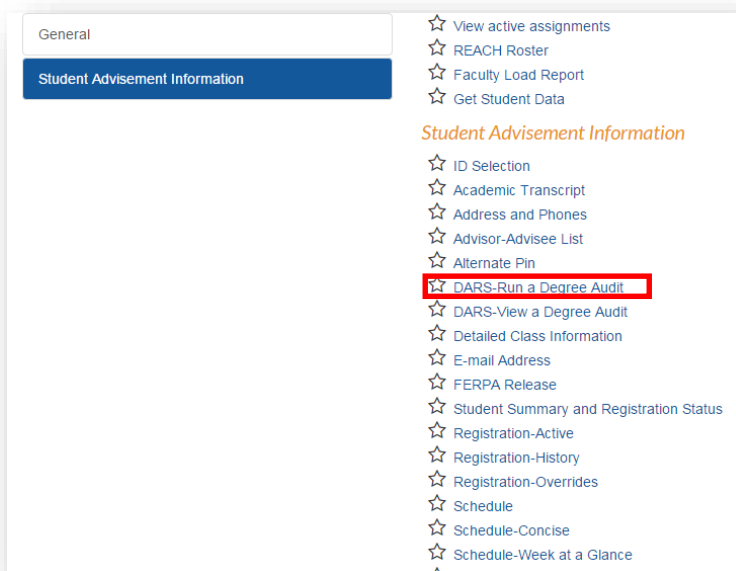 General
Student Advisement Information
View active assignments
REACH Roster
Faculty Load Report
Get Student Data
Student Advisement Information
ID Selection
Academic Transcript
Address and Phones
Advisor-Advisee List
Alternate Pin
DARS-Run a Degree Audit
DARS-View a Degree Audit
Detailed Class Information
E-mail Address
FERPA Release
Student Summary and Registration Status
Registration-Active
Registration-History
Registration-Overrides
Schedule
Schedule-Concise
Schedule-Week at a Glance